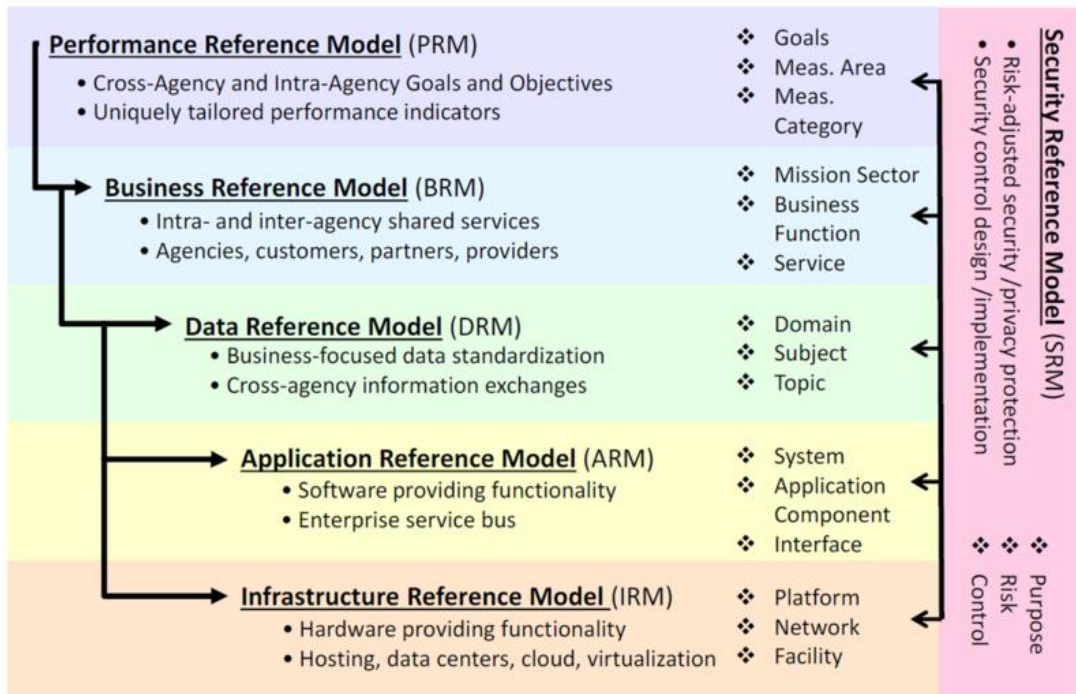 Performance Reference Model (PRM)
• Cross-Agency and Intra-Agency Goals and Objectives
• Uniquely tailored performance indicators
❖ Goals
❖ Meas. Area
❖ Meas.
Category
Business Reference Model (BRM)
• Intra- and inter-agency shared services
• Agencies, customers, partners, providers
❖ Mission Sector
❖ Business
Function
❖ Service
Data Reference Model (DRM)
• Business-focused data standardization
• Cross-agency information exchanges
❖ Domain
❖ Subject
❖ Topic
Application Reference Model (ARM)
• Software providing functionality
• Enterprise service bus
❖ System
❖ Application
Component
❖ Interface
Infrastructure Reference Model (IRM)
• Hardware providing functionality
• Hosting, data centers, cloud, virtualization
❖ Platform
❖ Network
❖ Facility
Security Reference Model (SRM)
• Risk-adjusted security/privacy protection
• Security control design /implementation
❖ Purpose
❖ Risk
❖ Control